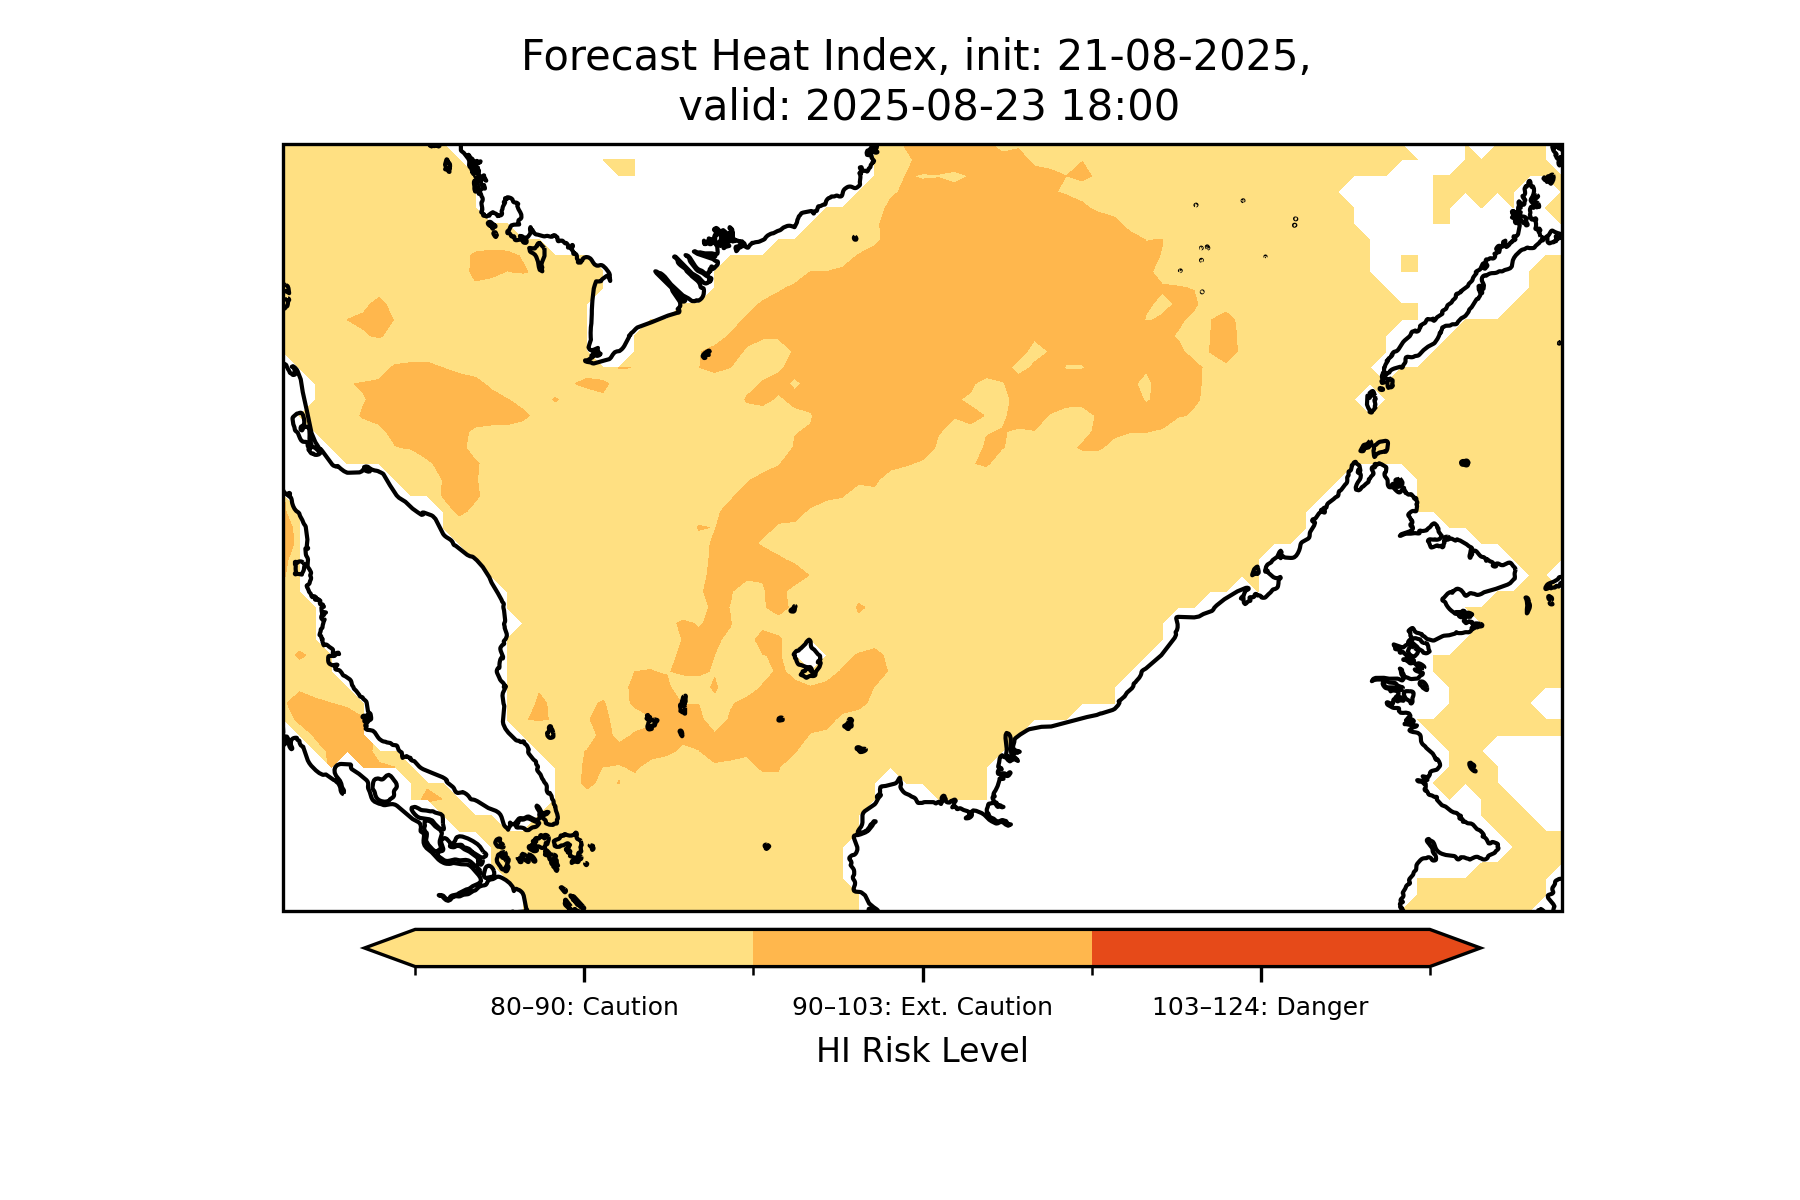 Forecast Heat Index, init: 21-08-2025,
valid: 2025-08-23 18:00
80–90: Caution
90–103: Ext. Caution
103–124: Danger
HI Risk Level